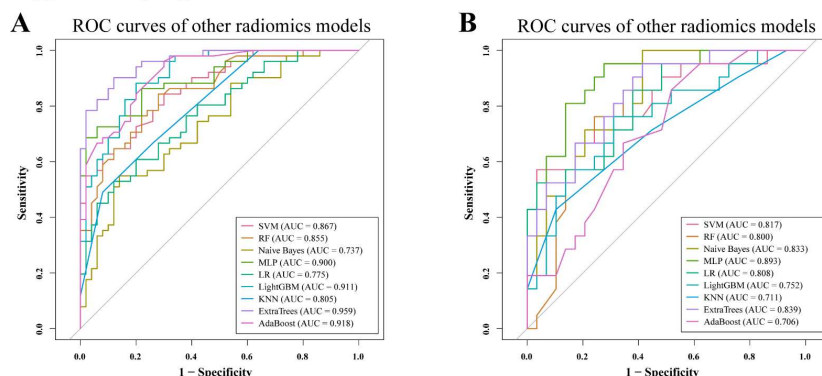 A
ROC curves of other radiomics models
Sensitivity
1.0
0.8
0.6
0.4
0.2
0.0
SVM (AUC = 0.867)
RF (AUC = 0.855)
Naive Bayes (AUC = 0.737)
MLP (AUC = 0.900)
LR (AUC = 0.775)
LightGBM (AUC = 0.911)
KNN (AUC = 0.805)
ExtraTrees (AUC = 0.959)
AdaBoost (AUC = 0.918)
0.0 0.2 0.4 0.6 0.8 1.0
1 − Specificity
B
ROC curves of other radiomics models
Sensitivity
1.0
0.8
0.6
0.4
0.2
0.0
SVM (AUC = 0.817)
RF (AUC = 0.800)
Naive Bayes (AUC = 0.833)
MLP (AUC = 0.893)
LR (AUC = 0.808)
LightGBM (AUC = 0.752)
KNN (AUC = 0.711)
ExtraTrees (AUC = 0.839)
AdaBoost (AUC = 0.706)
0.0 0.2 0.4 0.6 0.8 1.0
1 − Specificity